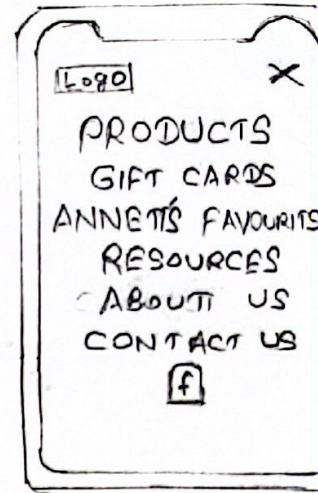 Logo X
PRODUCTS
GIFT CARDS
ANNETT'S FAVOURITS
RESOURCES
ABOUT US
CONTACT US
f